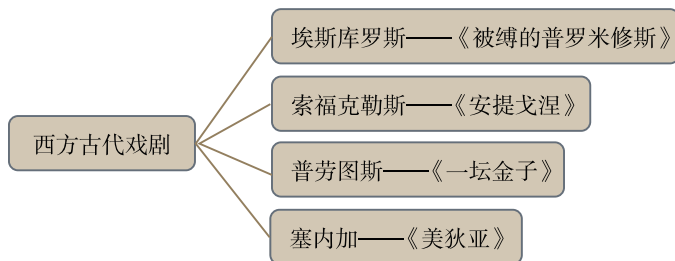 埃斯库罗斯——《被缚的普罗米修斯》
索福克勒斯——《安提戈涅》
西方古代戏剧
普劳图斯——《一坛金子》
塞内加——《美狄亚》